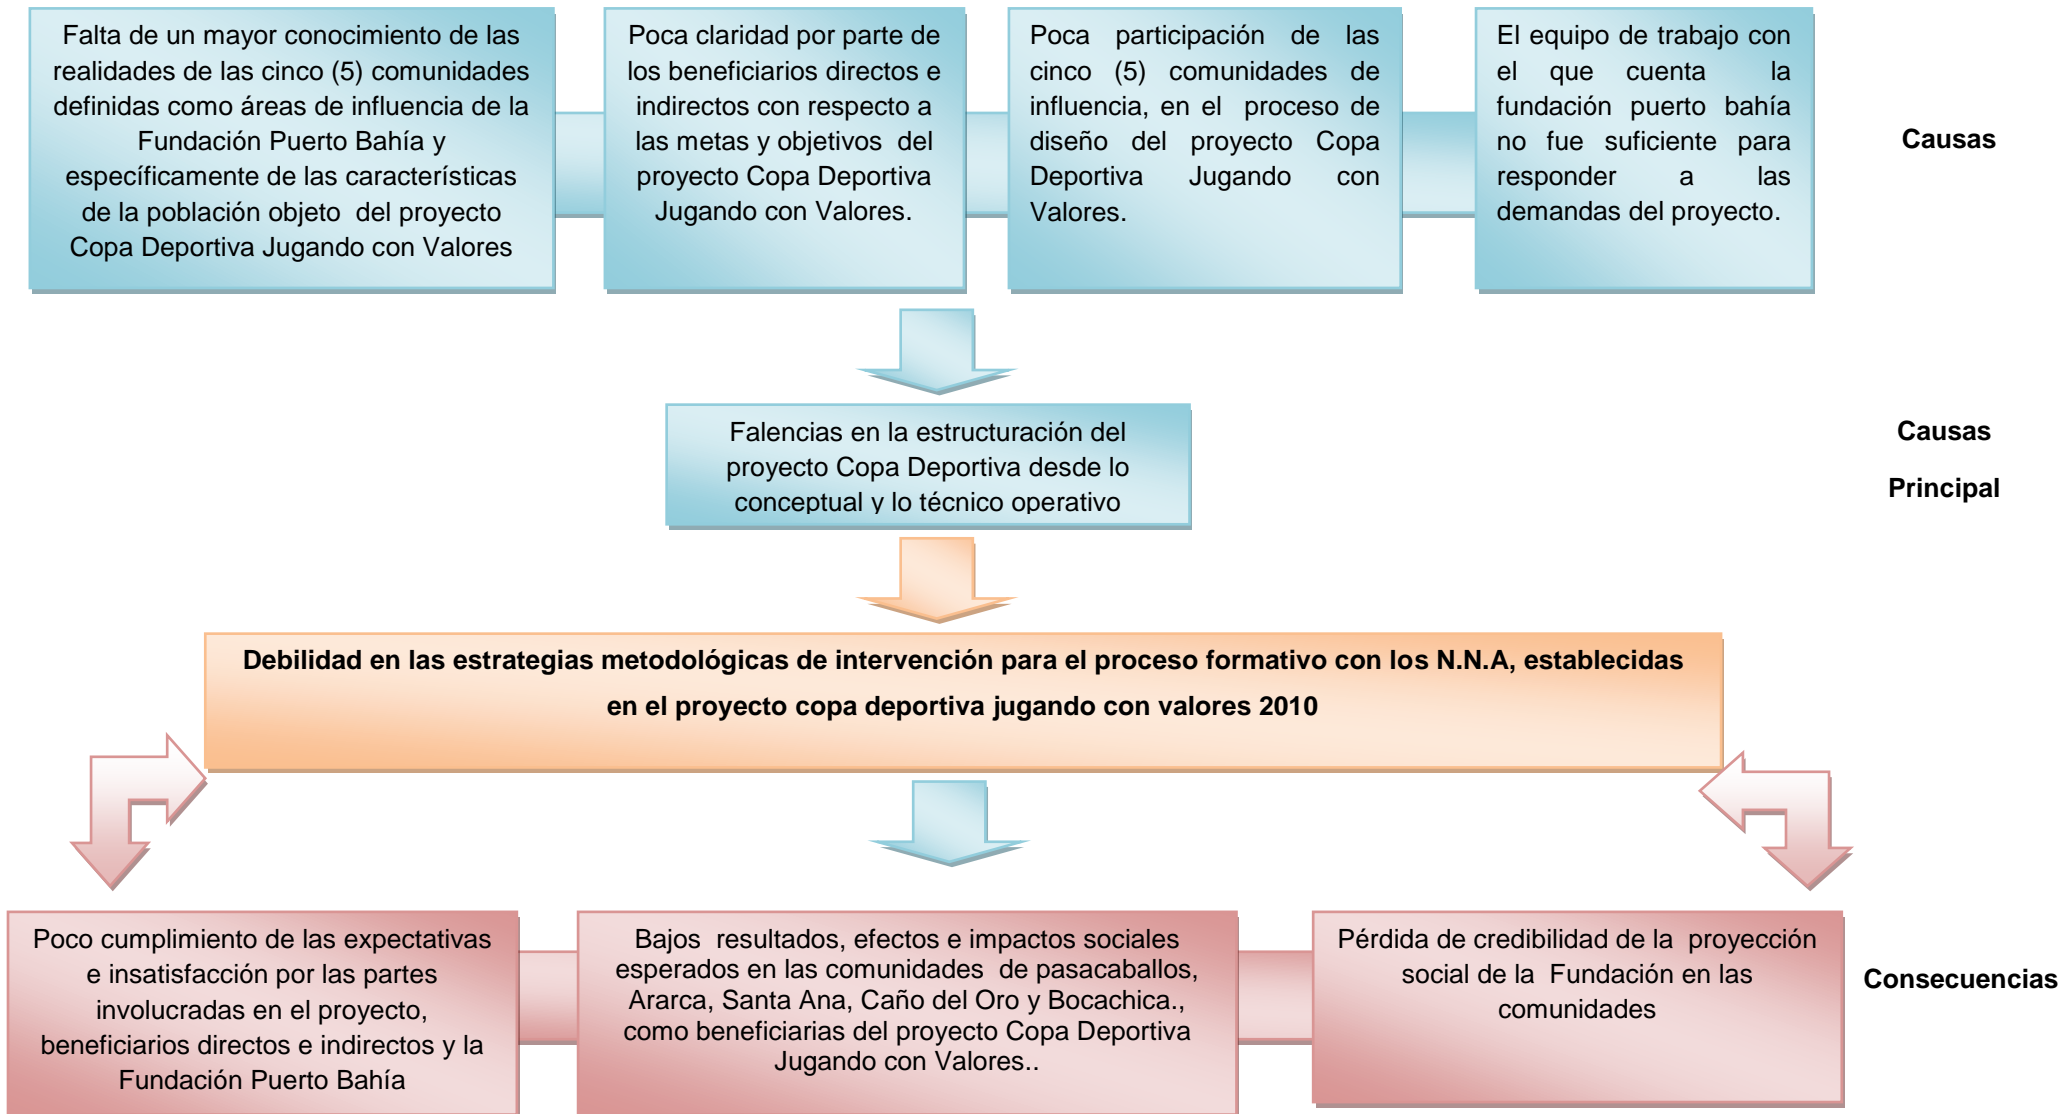 Falta de un mayor conocimiento de las
realidades de las cinco (5) comunidades
definidas como áreas de influencia de la
Fundación Puerto Bahía y
específicamente de las características
de la población objeto del proyecto
Copa Deportiva Jugando con Valores
Poca claridad por parte de
los beneficiarios directos e
indirectos con respecto a
las metas y objetivos del
proyecto Copa Deportiva
Jugando con Valores.
Poca participación de las
cinco (5) comunidades de
influencia, en el proceso de
diseño del proyecto Copa
Deportiva Jugando con
Valores.
El equipo de trabajo con
el que cuenta la
fundación puerto bahía
no fue suficiente para
responder a las
demandas del proyecto.
Causas
Falencias en la estructuración del
proyecto Copa Deportiva desde lo
conceptual y lo técnico operativo
Causas
Principal
Debilidad en las estrategias metodológicas de intervención para el proceso formativo con los N.N.A, establecidas
en el proyecto copa deportiva jugando con valores 2010
Poco cumplimiento de las expectativas
e insatisfacción por las partes
involucradas en el proyecto,
beneficiarios directos e indirectos y la
Fundación Puerto Bahía
Bajos resultados, efectos e impactos sociales
esperados en las comunidades de pasacaballos,
Ararca, Santa Ana, Caño del Oro y Bocachica.,
como beneficiarias del proyecto Copa Deportiva
Jugando con Valores..
Pérdida de credibilidad de la proyección
social de la Fundación en las
comunidades
Consecuencias